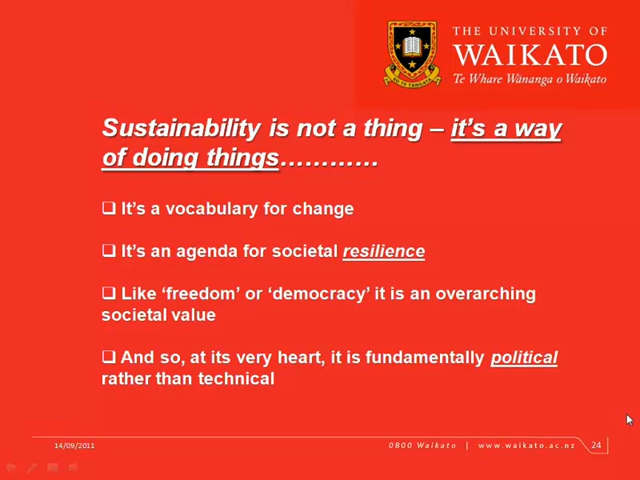 THE UNIVERSITY OF
WAIKATO
Te Whare Wānanga o Waikato
Sustainability is not a thing – it's a way
of doing things…………
It's a vocabulary for change
It's an agenda for societal resilience
Like 'freedom' or 'democracy' it is an overarching
societal value
And so, at its very heart, it is fundamentally political
rather than technical
14/09/2011
0800 Waikato | www.waikato.ac.nz
24